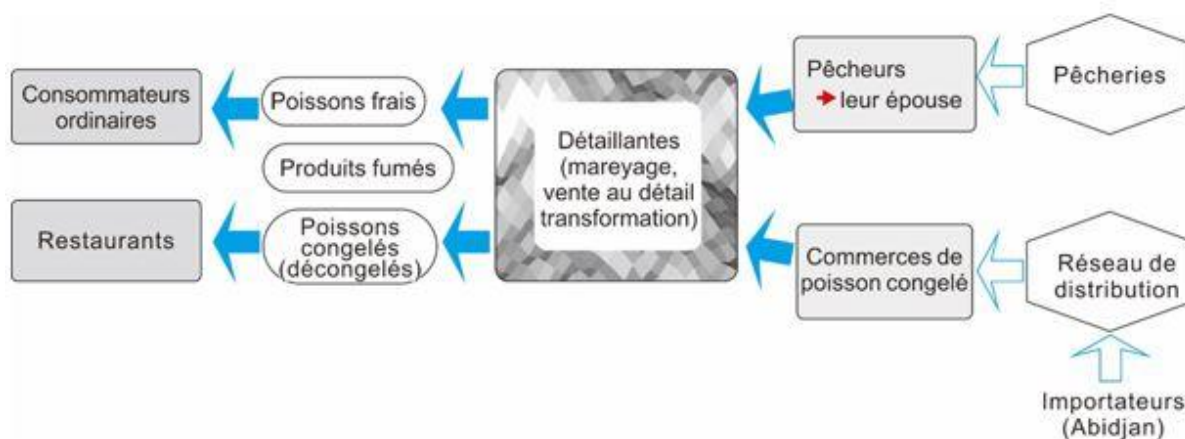 Consommateurs
ordinaires
Restaurants
Poissons frais
Produits fumés
Poissons
congelés
(décongelés)
Détaillantes
(mareyage,
vente au détail
transformation)
Pêcheurs
leur épouse
Commerces de
poisson congelé
Pêcheries
Réseau de
distribution
Importateurs
(Abidjan)